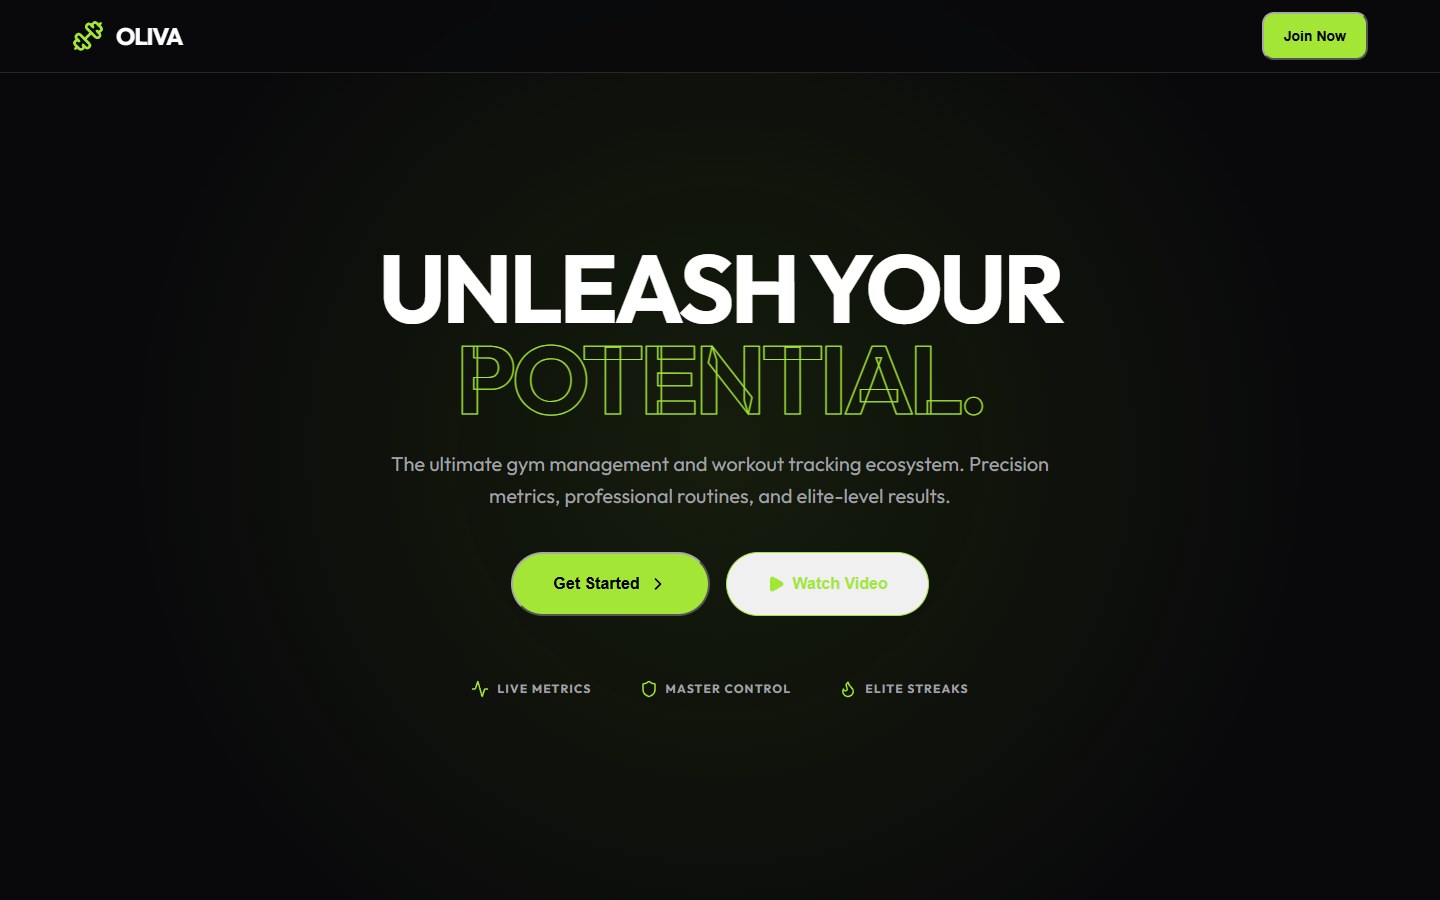 OLIVA
Join Now
UNLEASH YOUR
POTENTIAL.
The ultimate gym management and workout tracking ecosystem. Precision
metrics, professional routines, and elite-level results.
Get Started
Watch Video
LIVE METRICS
MASTER CONTROL
ELITE STREAKS